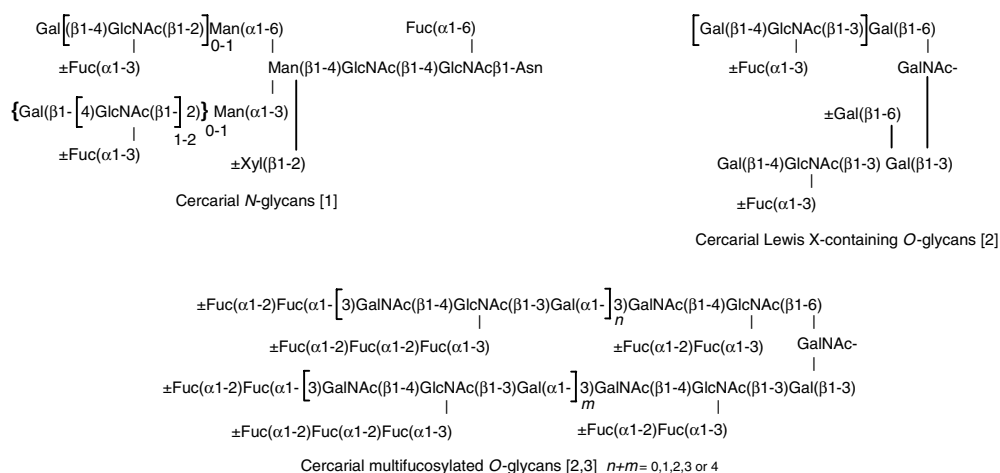 Gal[(β1-4)GlcNAc(β1-2)]0-1Man(α1-6)
Fuc(α1-6)
±Fuc(α1-3)
Man(β1-4)GlcNAc(β1-4)GlcNAcβ1-Asn
{Gal(β1-[4)GlcNAc(β1-]1-2 2)}0-1 Man(α1-3)
±Fuc(α1-3)
±Xyl(β1-2)
Cercarial N-glycans [1]
[Gal(β1-4)GlcNAc(β1-3)]Gal(β1-6)
±Fuc(α1-3)
GalNAc-
±Gal(β1-6)
Gal(β1-4)GlcNAc(β1-3) Gal(β1-3)
±Fuc(α1-3)
Cercarial Lewis X-containing O-glycans [2]
±Fuc(α1-2)Fuc(α1-[3)GalNAc(β1-4)GlcNAc(β1-3)Gal(α1-]n 3)GalNAc(β1-4)GlcNAc(β1-6)
±Fuc(α1-2)Fuc(α1-2)Fuc(α1-3)
±Fuc(α1-2)Fuc(α1-3)
GalNAc-
±Fuc(α1-2)Fuc(α1-[3)GalNAc(β1-4)GlcNAc(β1-3)Gal(α1-]m 3)GalNAc(β1-4)GlcNAc(β1-3)Gal(β1-3)
±Fuc(α1-2)Fuc(α1-2)Fuc(α1-3)
±Fuc(α1-2)Fuc(α1-3)
Cercarial multifucosylated O-glycans [2,3] n+m= 0,1,2,3 or 4